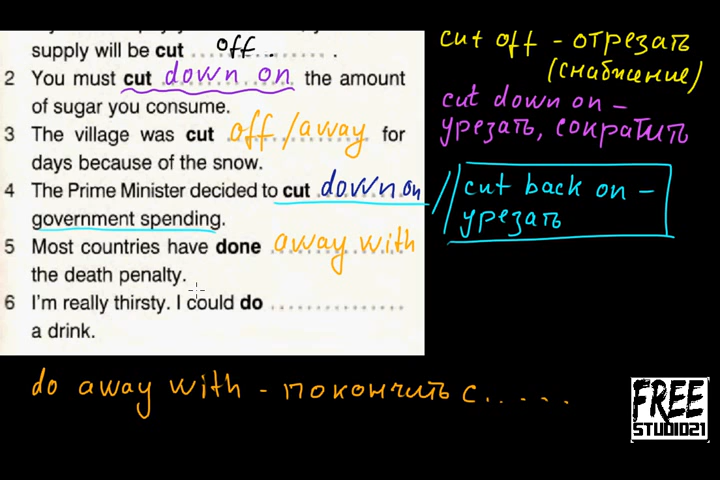 supply will be cut off
2 You must cut down on the amount
of sugar you consume.
3 The village was cut off/away for
days because of the snow.
4 The Prime Minister decided to cut down on
government spending.
5 Most countries have done away with
the death penalty.
6 I'm really thirsty. I could do ................
a drink.
cut off - отрезать
(снабжение)
cut down on -
урезать, сократить
// cut back on -
урезать
do away with - покончить с.....
FREE
STUDIO21